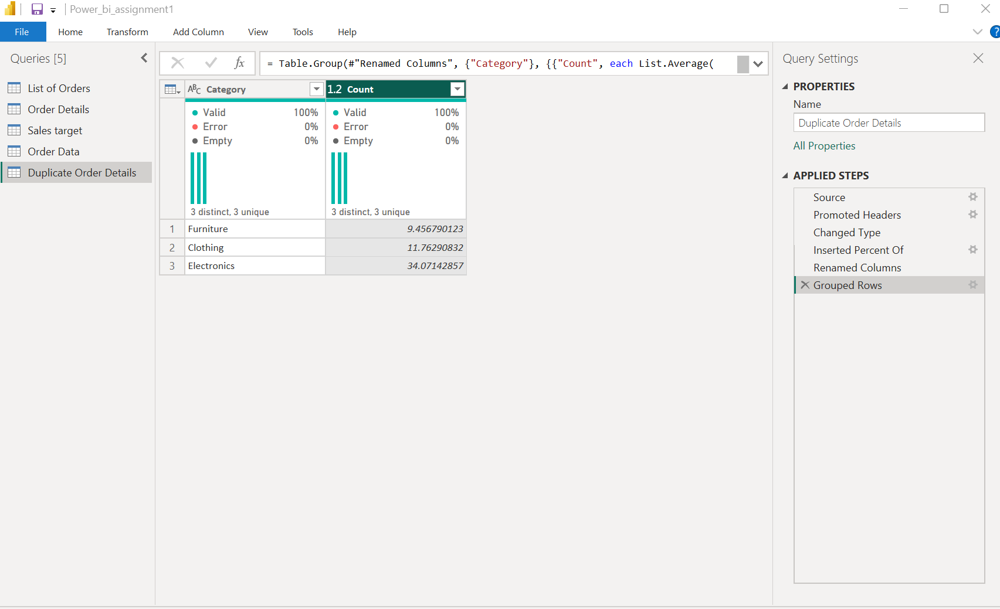 Power_bi_assignment1
File Home Transform Add Column View Tools Help
?
Queries [5]
List of Orders
Order Details
Sales target
Order Data
Duplicate Order Details
fx = Table.Group(#"Renamed Columns", {"Category"}, {{"Count", each List.Average(
ABC Category 1.2 Count
Valid 100% Valid 100%
Error 0% Error 0%
Empty 0% Empty 0%
3 distinct, 3 unique 3 distinct, 3 unique
1 Furniture 9.456790123
2 Clothing 11.76290832
3 Electronics 34.07142857
Query Settings
PROPERTIES
Name
Duplicate Order Details
All Properties
APPLIED STEPS
Source
Promoted Headers
Changed Type
Inserted Percent Of
Renamed Columns
Grouped Rows